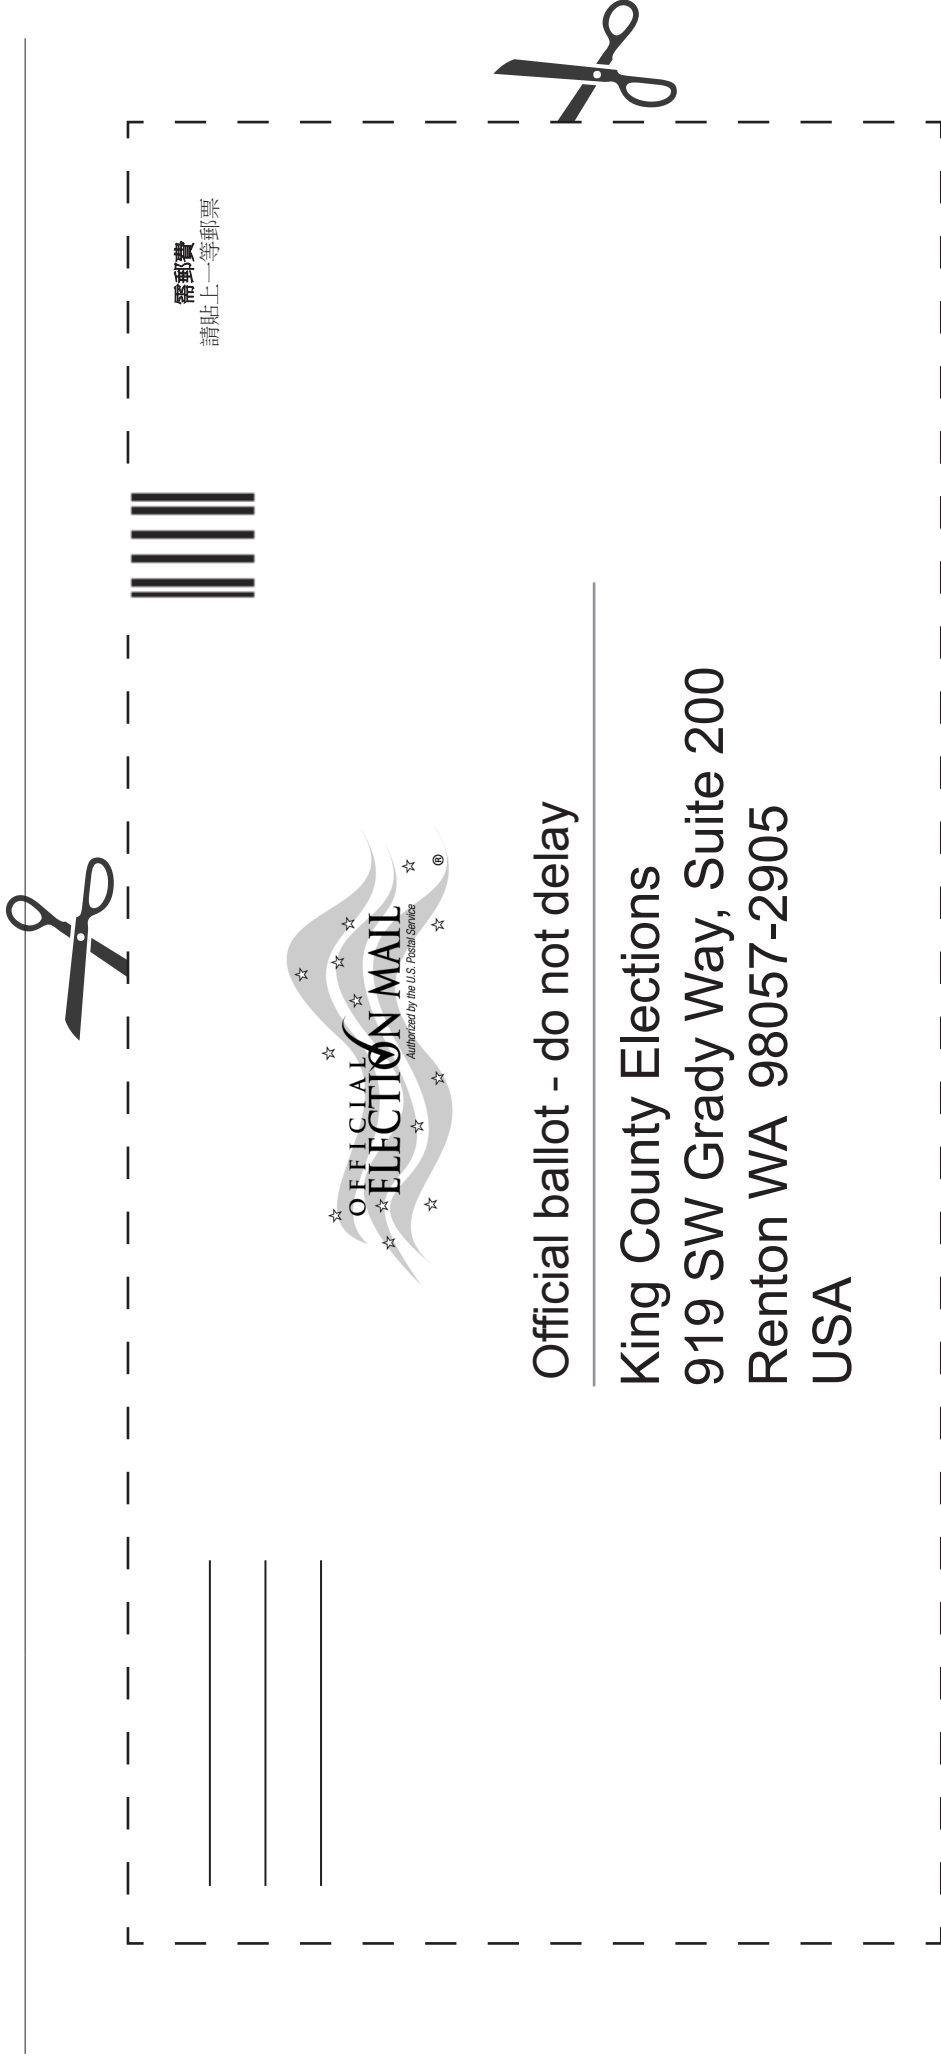 需郵費
請貼上一等郵票
OFFICIAL
ELECTION MAIL
®
Authorized by the U.S. Postal Service
Official ballot - do not delay
King County Elections
919 SW Grady Way, Suite 200
Renton WA 98057-2905
USA